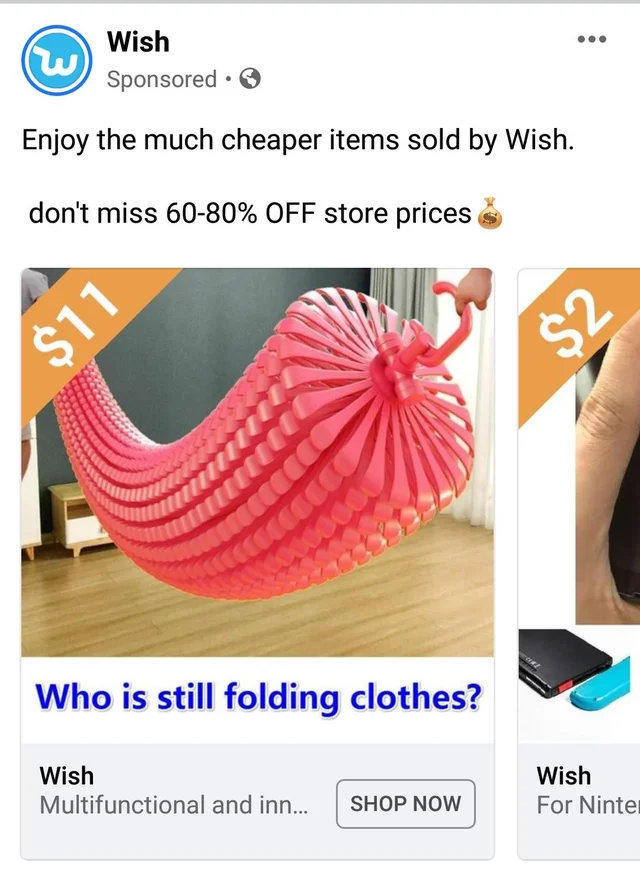 Wish
Sponsored •
Enjoy the much cheaper items sold by Wish.
don't miss 60-80% OFF store prices💰
$11
$2
Who is still folding clothes?
Wish
Multifunctional and inn...
SHOP NOW
Wish
For Ninte